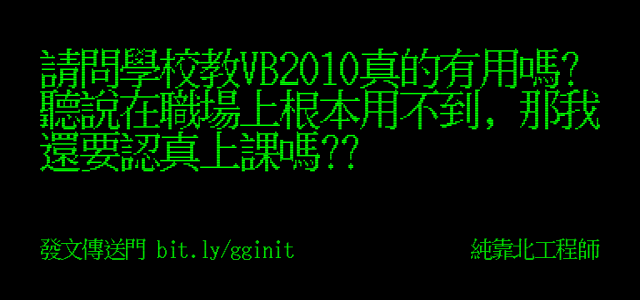 請問學校教VB2010真的有用嗎?
聽說在職場上根本用不到，那我
還要認真上課嗎??
發文傳送門 bit.ly/gginit
純靠北工程師